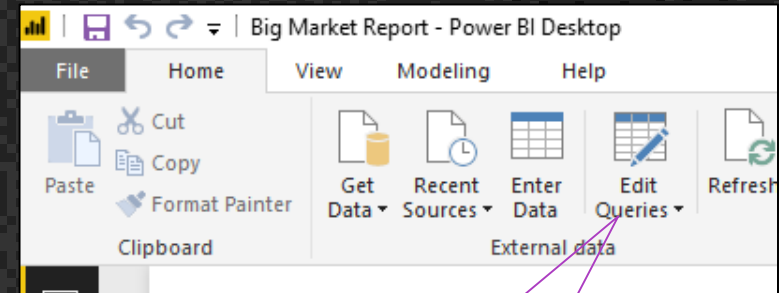 Big Market Report - Power BI Desktop
File Home View Modeling Help
Paste
Cut
Copy
Format Painter
Clipboard
Get Data
Recent Sources
Enter Data
Edit Queries
Refresh
External data